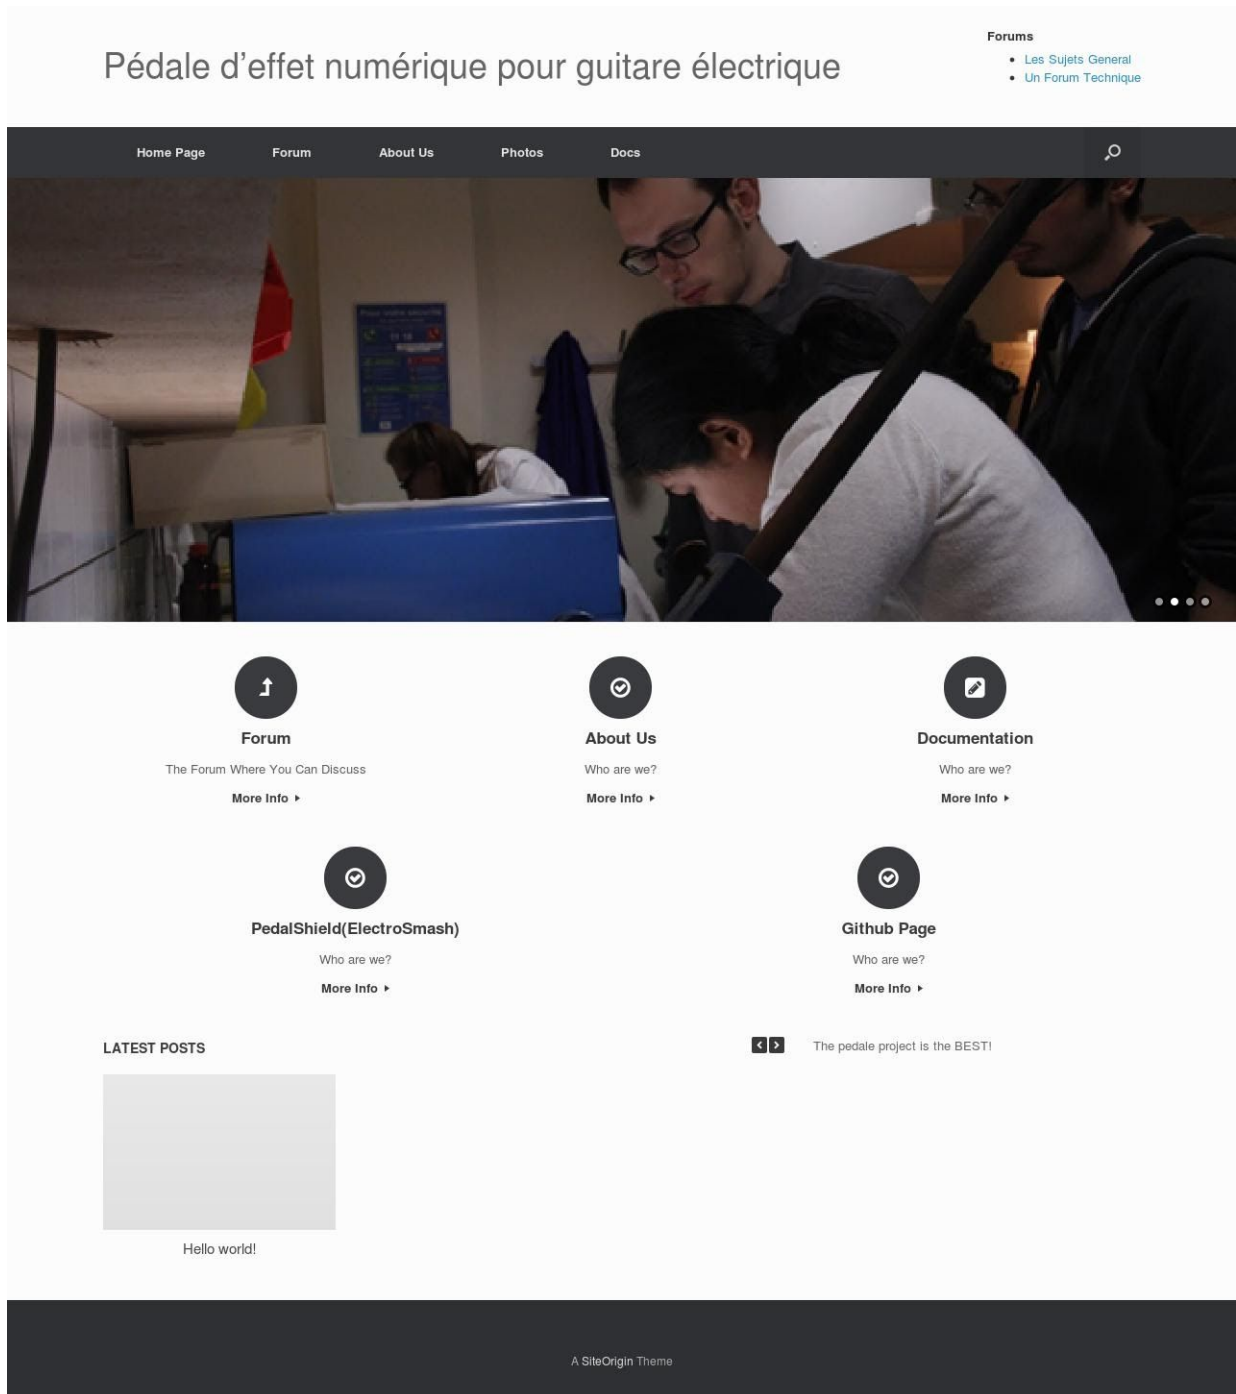 Pédale d’effet numérique pour guitare électrique
Forums
Les Sujets General
Un Forum Technique
Home Page Forum About Us Photos Docs
Forum
The Forum Where You Can Discuss
More Info
About Us
Who are we?
More Info
Documentation
Who are we?
More Info
PedalShield(ElectroSmash)
Who are we?
More Info
Github Page
Who are we?
More Info
LATEST POSTS
The pedale project is the BEST!
Hello world!
A SiteOrigin Theme